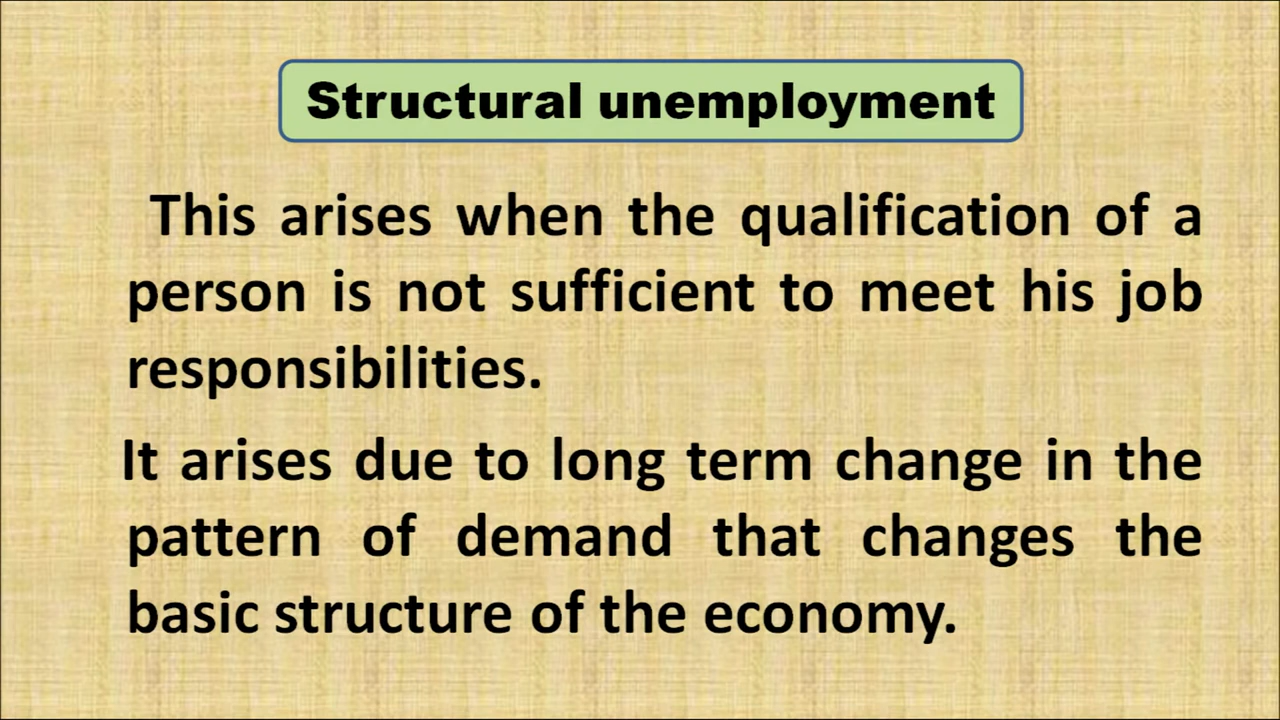 Structural unemployment
This arises when the qualification of a
person is not sufficient to meet his job
responsibilities.
It arises due to long term change in the
pattern of demand that changes the
basic structure of the economy.